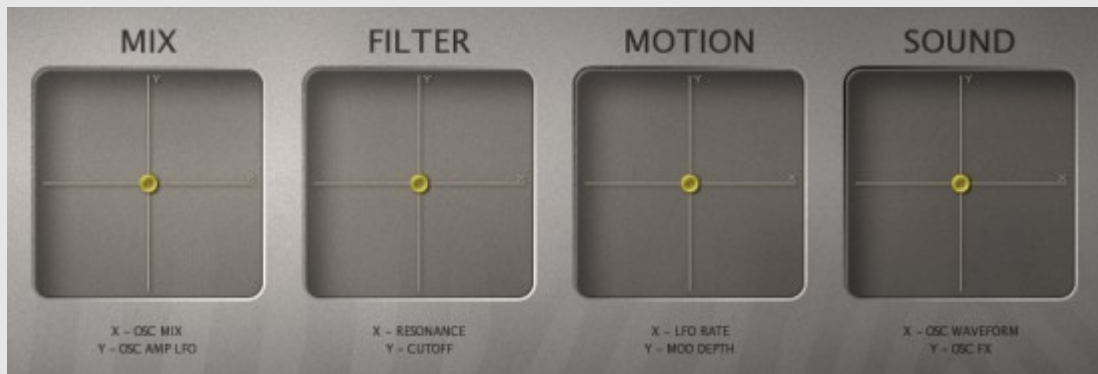 MIX
FILTER
MOTION
SOUND
Y
Y
Y
Y
X
X
X
X
X – OSC MIX
Y – OSC AMP LFO
X – RESONANCE
Y – CUTOFF
X – LFO RATE
Y – MOD DEPTH
X – OSC WAVEFORM
Y – OSC FX